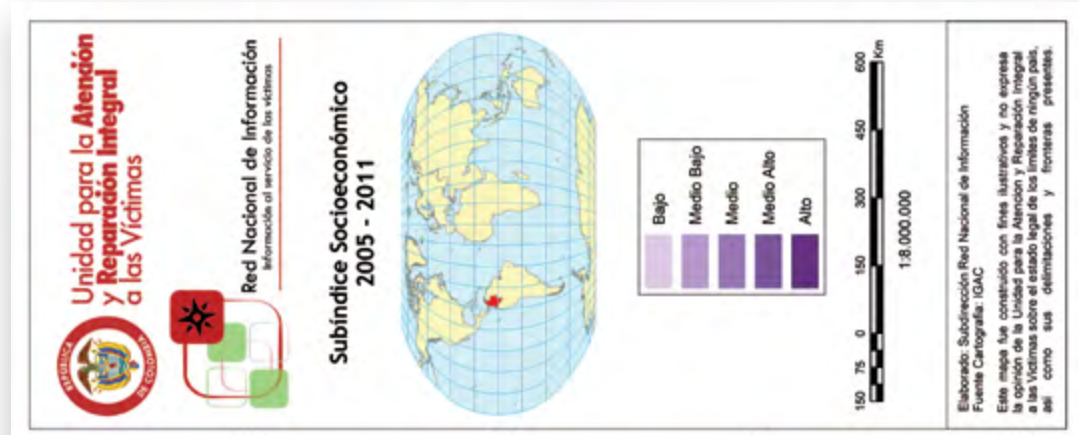 Unidad para la Atención
y Reparación Integral
a las Víctimas
REPÚBLICA
DE COLOMBIA
Red Nacional de Información
Información al servicio de las víctimas
Subíndice Socioeconómico
2005 - 2011
Bajo
Medio Bajo
Medio
Medio Alto
Alto
150 75 0 150 300 450 600
Km
1:8.000.000
Elaborado: Subdirección Red Nacional de Información
Fuente Cartografía: IGAC
Este mapa fue construido con fines ilustrativos y no expresa
la opinión de la Unidad para la Atención y Reparación Integral
a las Víctimas sobre el estado legal de los límites de ningún país,
así como sus delimitaciones y fronteras presentes.